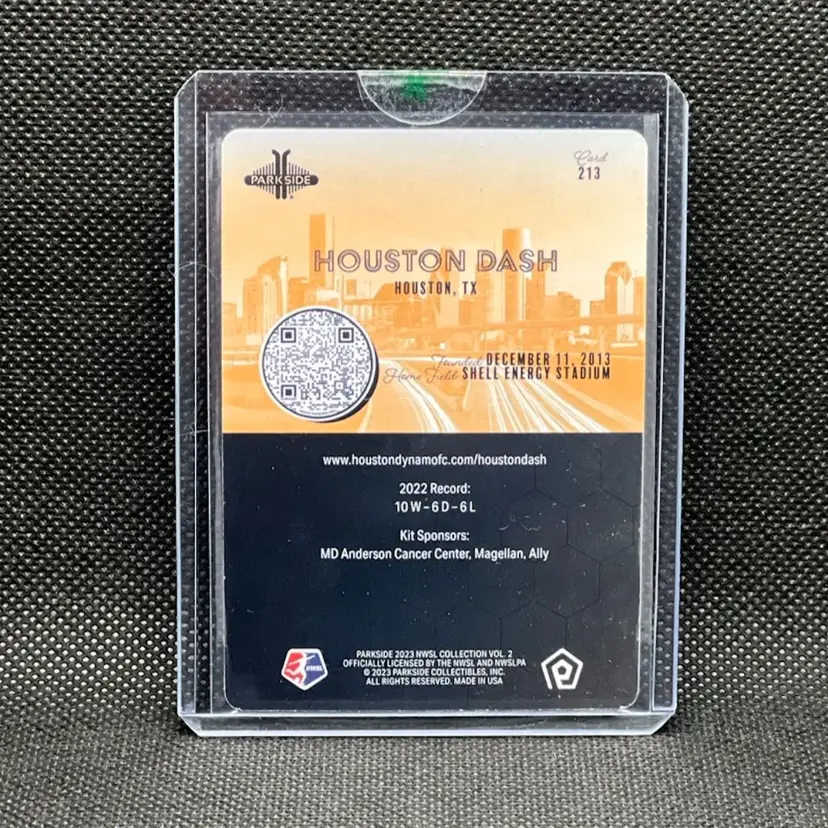 PARKSIDE
Card
213
HOUSTON DASH
HOUSTON, TX
Founded DECEMBER 11, 2013
Home Field SHELL ENERGY STADIUM
www.houstondynamofc.com/houstondash
2022 Record:
10 W – 6 D – 6 L
Kit Sponsors:
MD Anderson Cancer Center, Magellan, Ally
NWSL
PARKSIDE 2023 NWSL COLLECTION VOL. 2
OFFICIALLY LICENSED BY THE NWSL AND NWSLPA
© 2023 PARKSIDE COLLECTIBLES, INC.
ALL RIGHTS RESERVED. MADE IN USA